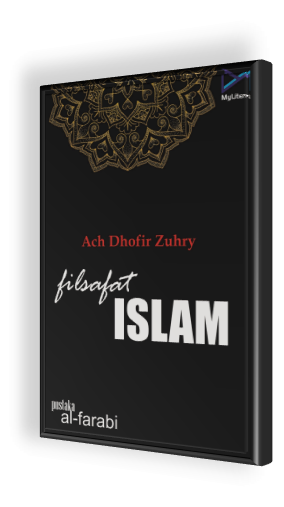 Ach Dhofir Zuhry
filsafat
ISLAM
pustaka
al-farabi